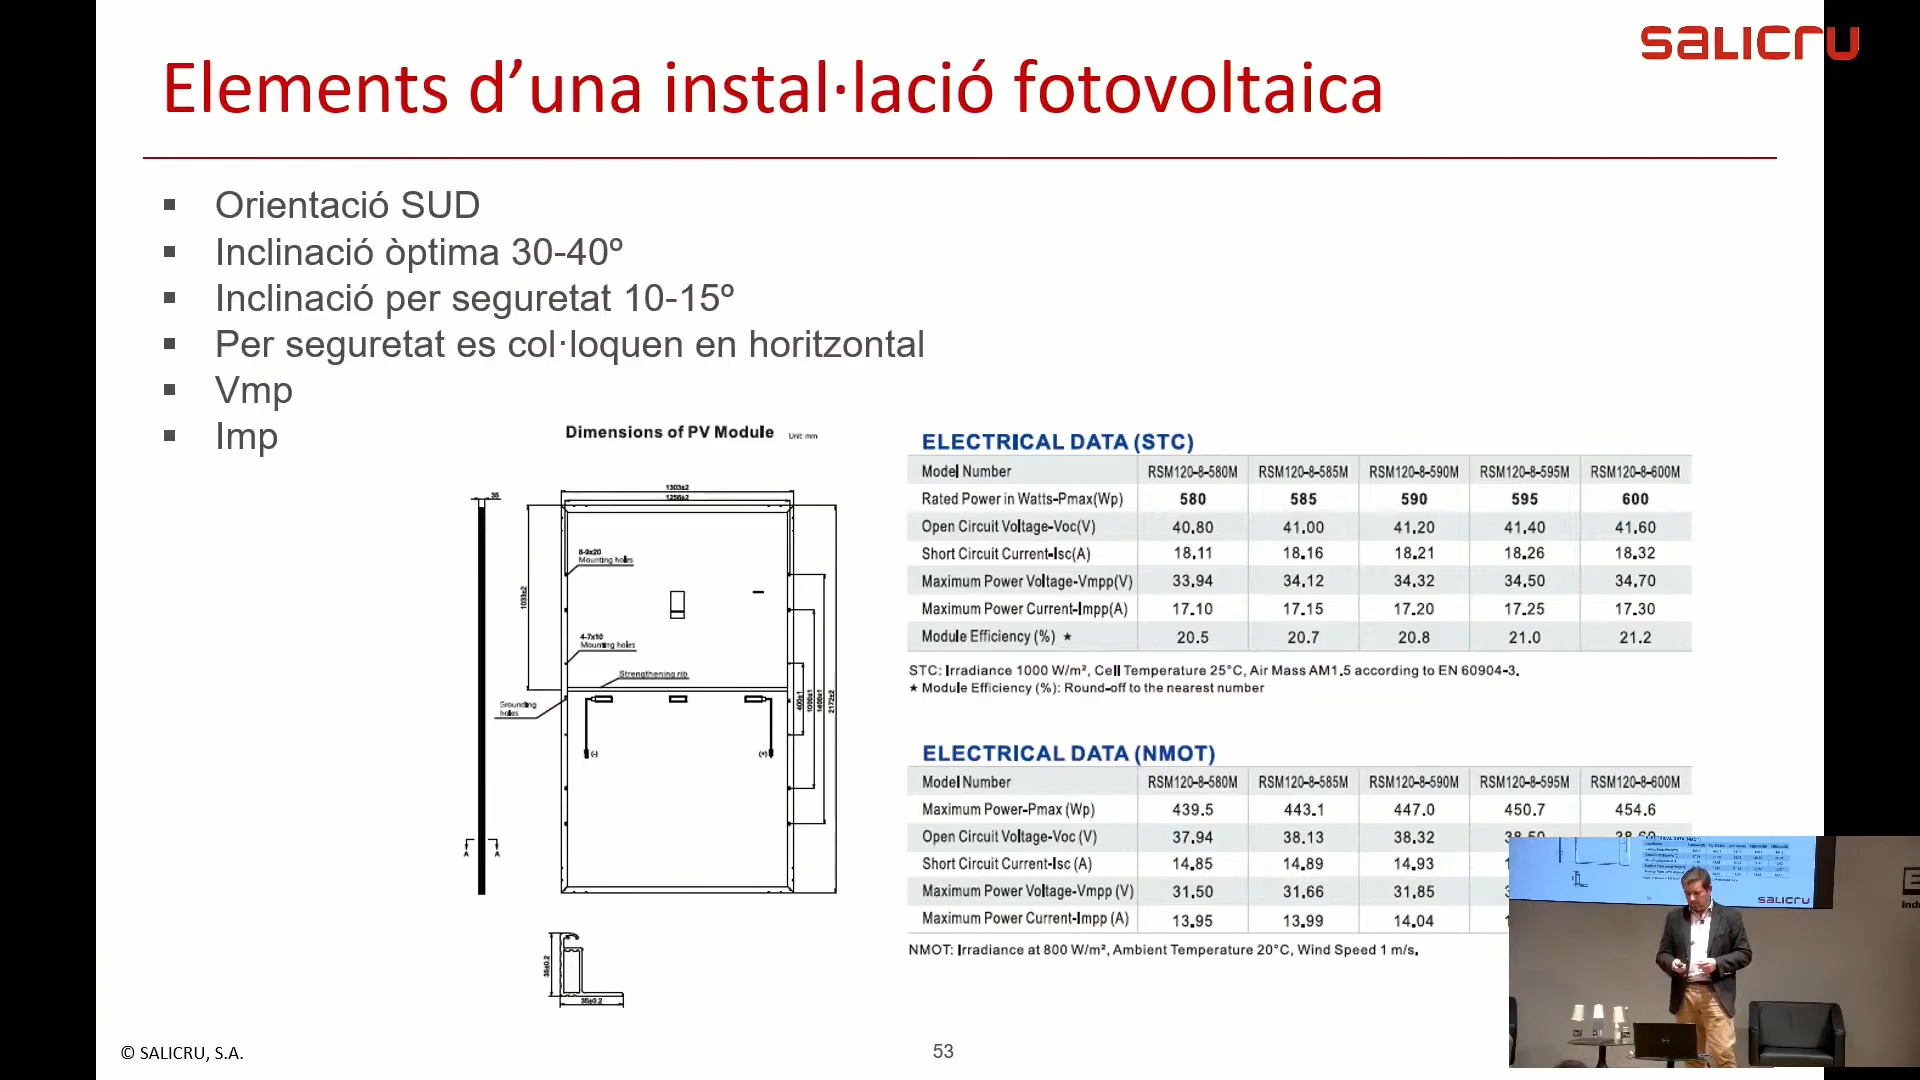 salicru
Elements d'una instal·lació fotovoltaica
▪ Orientació SUD
▪ Inclinació òptima 30-40º
▪ Inclinació per seguretat 10-15º
▪ Per seguretat es col·loquen en horitzontal
▪ Vmp
▪ Imp
Dimensions of PV Module Unit: mm
35
1303±2
1256±2
8-9x20
Mounting holes
1033±2
4-7x10
Mounting holes
Strengthening rib
Grounding
holes
400±1
1000±1
1400±1
2172±2
(-)
(+)
A A
35±0.2
35±0.2
ELECTRICAL DATA (STC)
Model Number RSM120-8-580M RSM120-8-585M RSM120-8-590M RSM120-8-595M RSM120-8-600M
Rated Power in Watts-Pmax(Wp) 580 585 590 595 600
Open Circuit Voltage-Voc(V) 40.80 41.00 41.20 41.40 41.60
Short Circuit Current-Isc(A) 18.11 18.16 18.21 18.26 18.32
Maximum Power Voltage-Vmpp(V) 33.94 34.12 34.32 34.50 34.70
Maximum Power Current-Impp(A) 17.10 17.15 17.20 17.25 17.30
Module Efficiency (%) ★ 20.5 20.7 20.8 21.0 21.2
STC: Irradiance 1000 W/m², Cell Temperature 25°C, Air Mass AM1.5 according to EN 60904-3.
★ Module Efficiency (%): Round-off to the nearest number
ELECTRICAL DATA (NMOT)
Model Number RSM120-8-580M RSM120-8-585M RSM120-8-590M RSM120-8-595M RSM120-8-600M
Maximum Power-Pmax (Wp) 439.5 443.1 447.0 450.7 454.6
Open Circuit Voltage-Voc (V) 37.94 38.13 38.32 38.50 38.69
Short Circuit Current-Isc (A) 14.85 14.89 14.93
Maximum Power Voltage-Vmpp (V) 31.50 31.66 31.85
Maximum Power Current-Impp (A) 13.95 13.99 14.04
NMOT: Irradiance at 800 W/m², Ambient Temperature 20°C, Wind Speed 1 m/s.
salicru
© SALICRU, S.A.
53